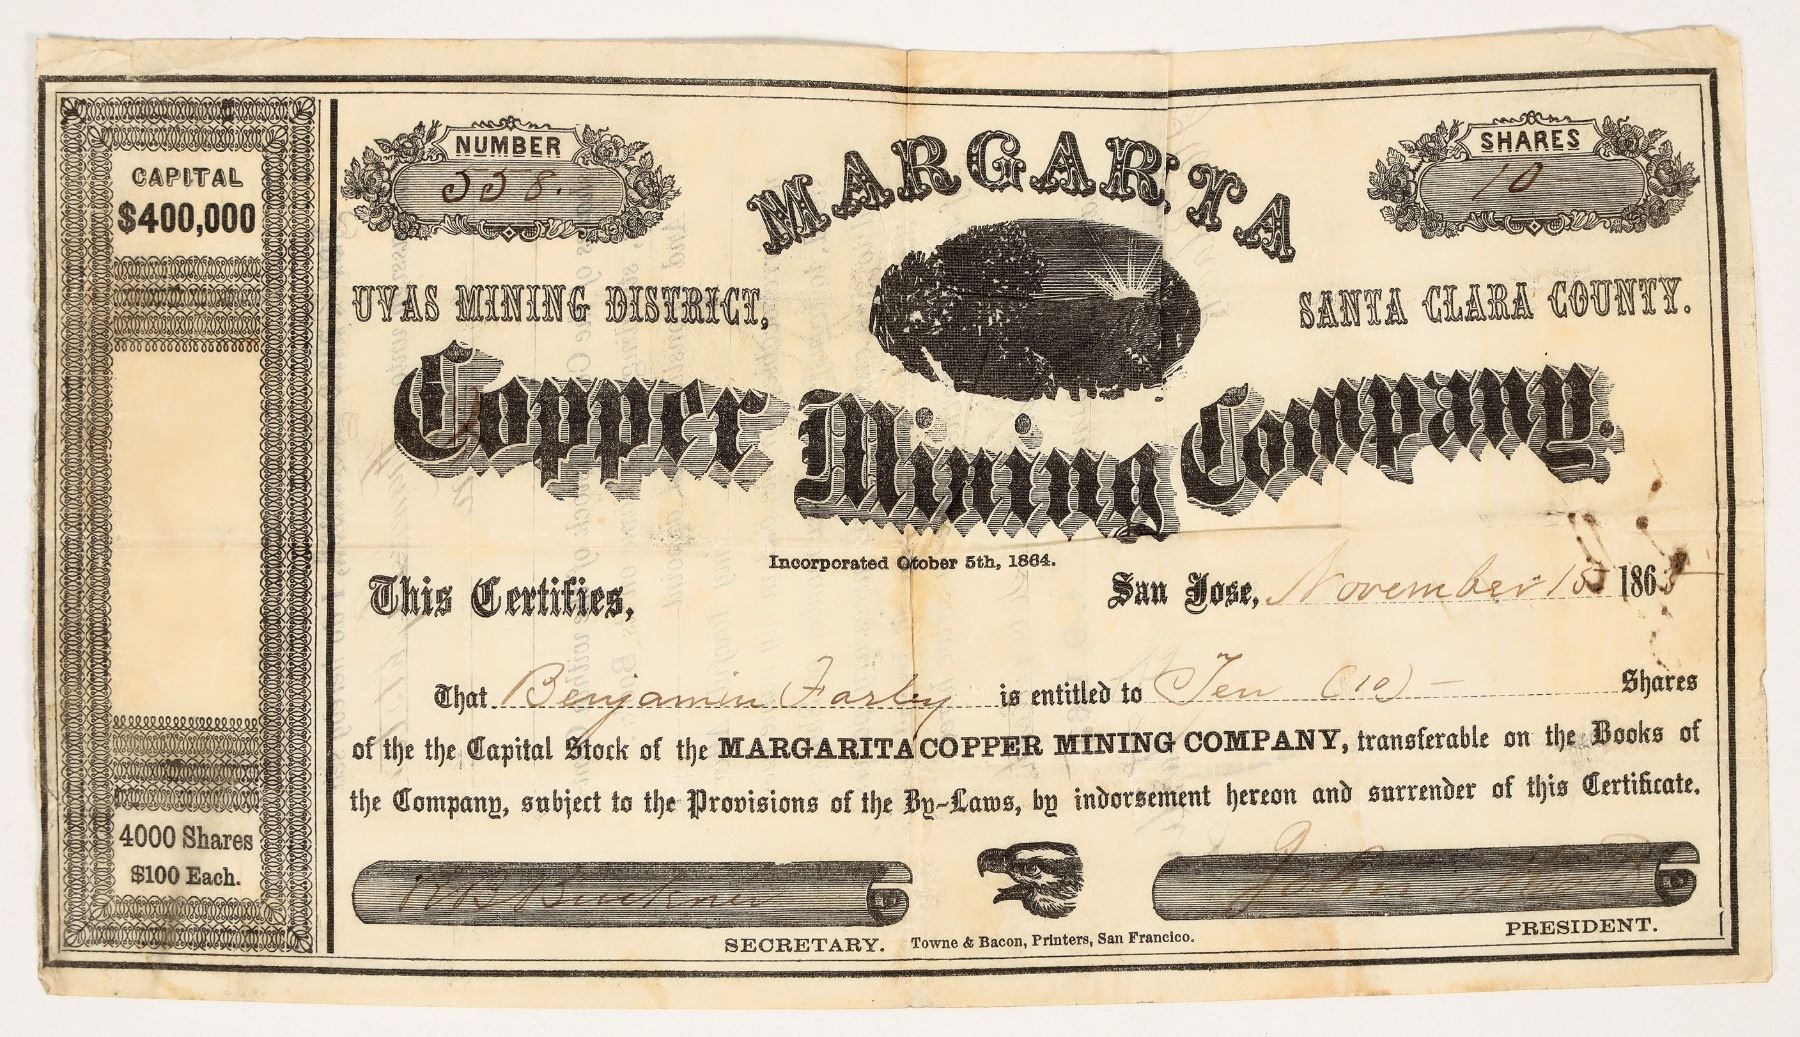 CAPITAL
$400,000
4000 Shares
$100 Each.
NUMBER
558.
MARGARITA
SHARES
10
UVAS MINING DISTRICT,
SANTA CLARA COUNTY.
Copper Mining Company.
Incorporated Otober 5th, 1864.
This Certifies,
San Jose, November 15 186
That Benjamin Farley is entitled to Ten (10) Shares
of the the Capital Stock of the MARGARITA COPPER MINING COMPANY, transferable on the Books of
the Company, subject to the Provisions of the By-Laws, by indorsement hereon and surrender of this Certificate.
Buckner
John
SECRETARY.
Towne & Bacon, Printers, San Francico.
PRESIDENT.